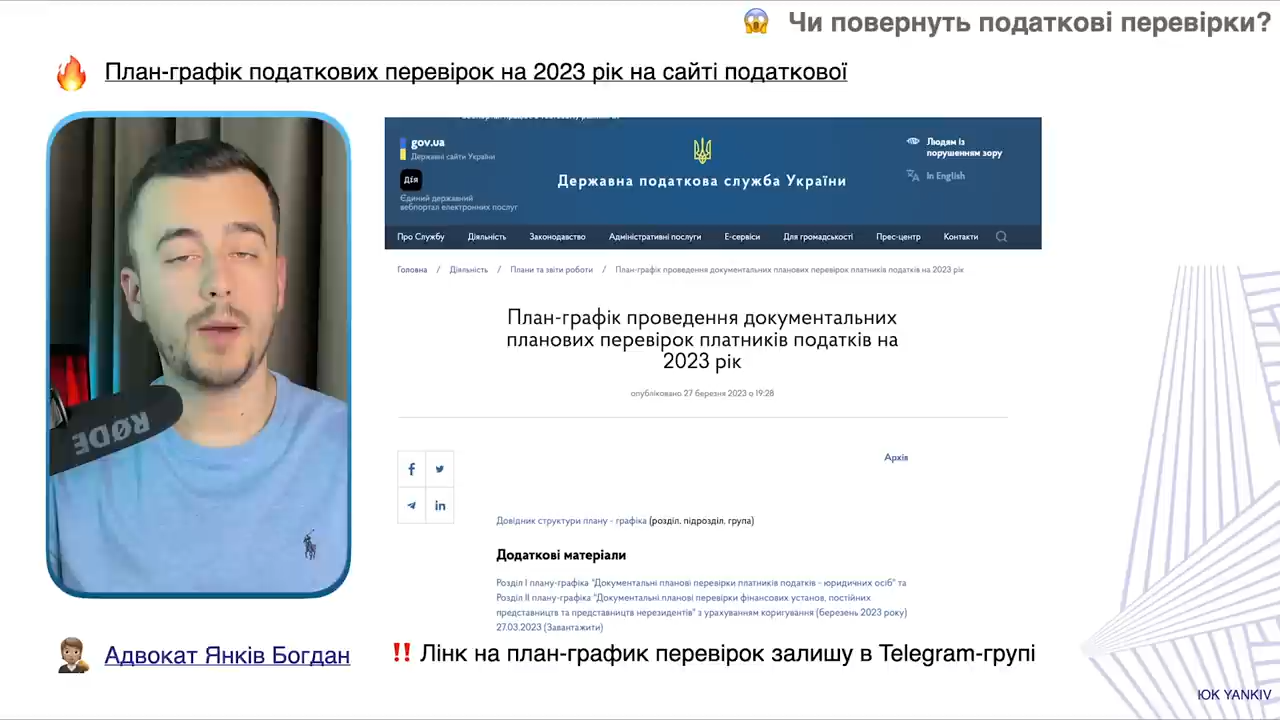 Чи повернуть податкові перевірки?
План-графік податкових перевірок на 2023 рік на сайті податкової
gov.ua
Державні сайти України
Дія
Єдиний державний
вебпортал електронних послуг
Державна податкова служба України
Людям із
порушенням зору
In English
Про Службу Діяльність Законодавство Адміністративні послуги Е-сервіси Для громадськості Прес-центр Контакти
Головна / Діяльність / Плани та звіти роботи / План-графік проведення документальних планових перевірок платників податків на 2023 рік
План-графік проведення документальних
планових перевірок платників податків на
2023 рік
опубліковано 27 березня 2023 о 19:28
Архів
Довідник структури плану - графіка (розділ, підрозділ, група)
Додаткові матеріали
Розділ І плану-графіка "Документальні планові перевірки платників податків - юридичних осіб" та
Розділ ІІ плану-графіка "Документальні планові перевірки фінансових установ, постійних
представництв та представництв нерезидентів" з урахуванням коригування (березень 2023 року)
27.03.2023 (Завантажити)
RØDE
Адвокат Янків Богдан
!! Лінк на план-график перевірок залишу в Telegram-групі
ЮК YANKIV